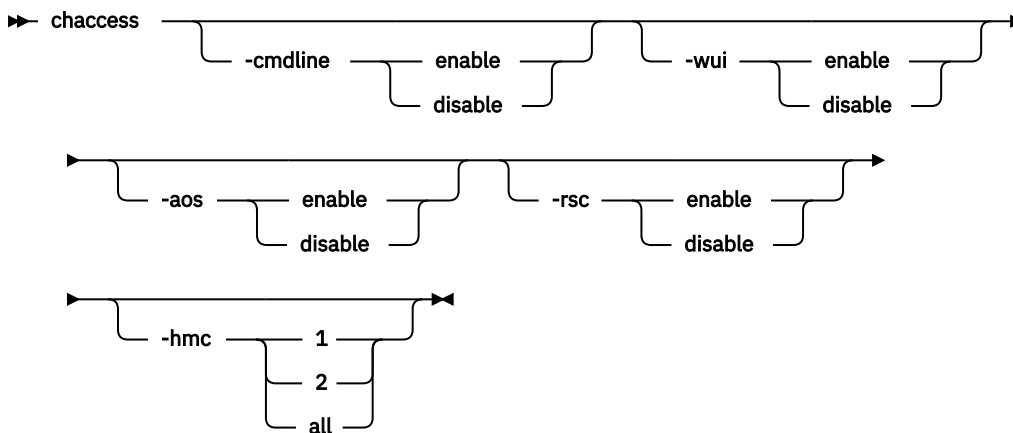 chaccess
-cmdline enable -wui enable
disable disable
-aos enable -rsc enable
disable disable
-hmc 1
2
all